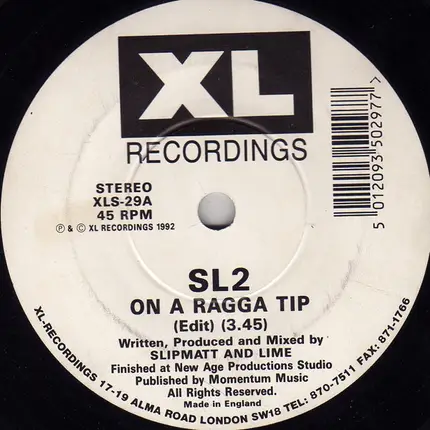 XL
RECORDINGS
STEREO
XLS-29A
45 RPM
Ⓟ & © XL RECORDINGS 1992
5 012093 502977 >
SL2
ON A RAGGA TIP
(Edit) (3.45)
Written, Produced and Mixed by
SLIPMATT AND LIME
Finished at New Age Productions Studio
Published by Momentum Music
All Rights Reserved.
Made in England
XL-RECORDINGS 17-19 ALMA ROAD LONDON SW18 TEL: 870-7511 FAX: 871-1766